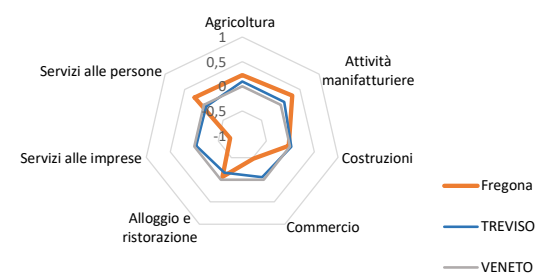 Agricoltura
Attività
manifatturiere
Costruzioni
Commercio
Alloggio e
ristorazione
Servizi alle imprese
Servizi alle persone
1
0,5
0
-0,5
-1
Fregona
TREVISO
VENETO